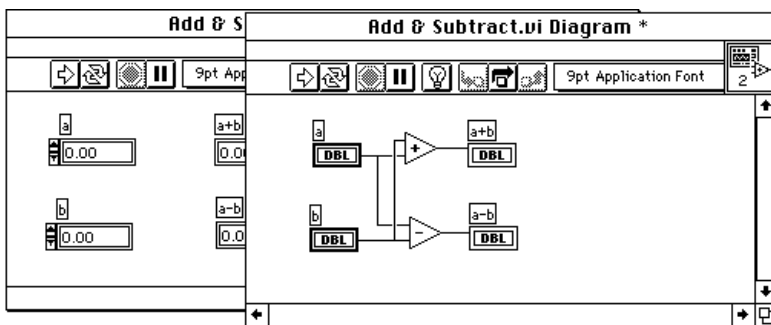 Add & S
9pt App
a
0.00
a+b
0.0
b
0.00
a-b
0.0
Add & Subtract.vi Diagram *
9pt Application Font
2
a
DBL
+
a+b
DBL
b
DBL
-
a-b
DBL